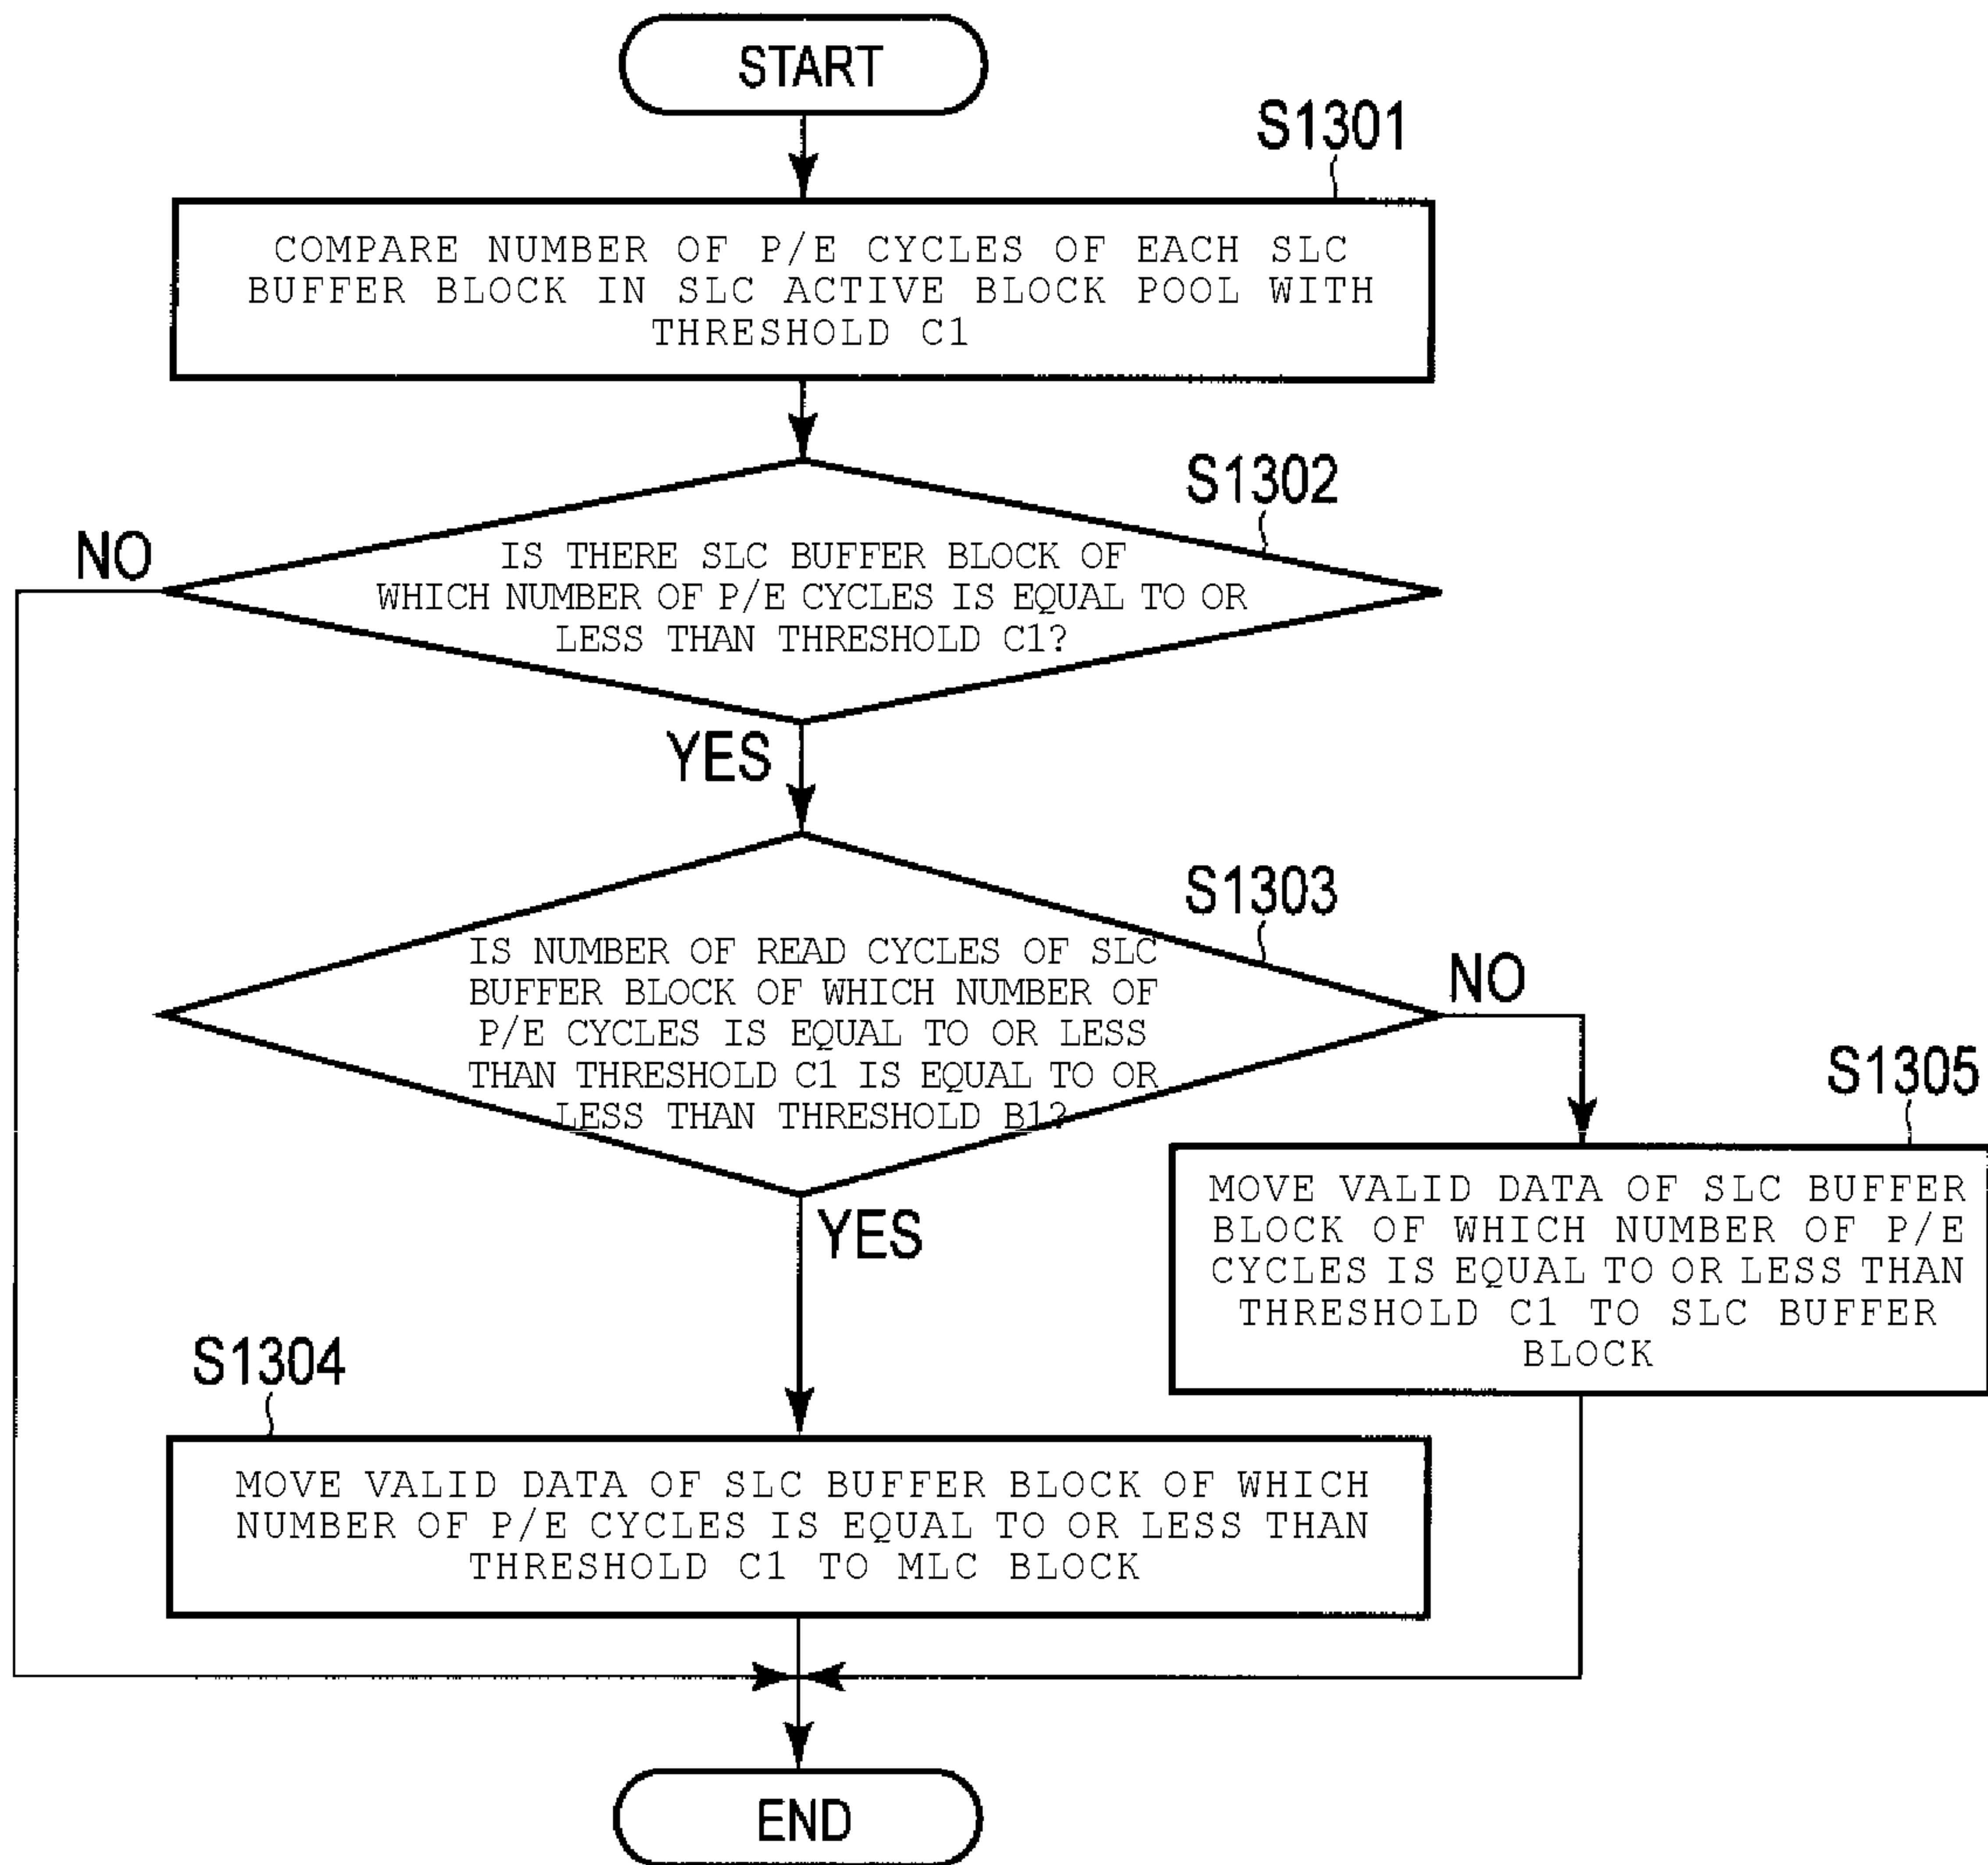 START
S1301
COMPARE NUMBER OF P/E CYCLES OF EACH SLC
BUFFER BLOCK IN SLC ACTIVE BLOCK POOL WITH
THRESHOLD C1
S1302
NO
IS THERE SLC BUFFER BLOCK OF
WHICH NUMBER OF P/E CYCLES IS EQUAL TO OR
LESS THAN THRESHOLD C1?
YES
S1303
IS NUMBER OF READ CYCLES OF SLC
BUFFER BLOCK OF WHICH NUMBER OF
P/E CYCLES IS EQUAL TO OR LESS
THAN THRESHOLD C1 IS EQUAL TO OR
LESS THAN THRESHOLD B1?
NO
YES
S1305
MOVE VALID DATA OF SLC BUFFER
BLOCK OF WHICH NUMBER OF P/E
CYCLES IS EQUAL TO OR LESS THAN
THRESHOLD C1 TO SLC BUFFER
BLOCK
S1304
MOVE VALID DATA OF SLC BUFFER BLOCK OF WHICH
NUMBER OF P/E CYCLES IS EQUAL TO OR LESS THAN
THRESHOLD C1 TO MLC BLOCK
END